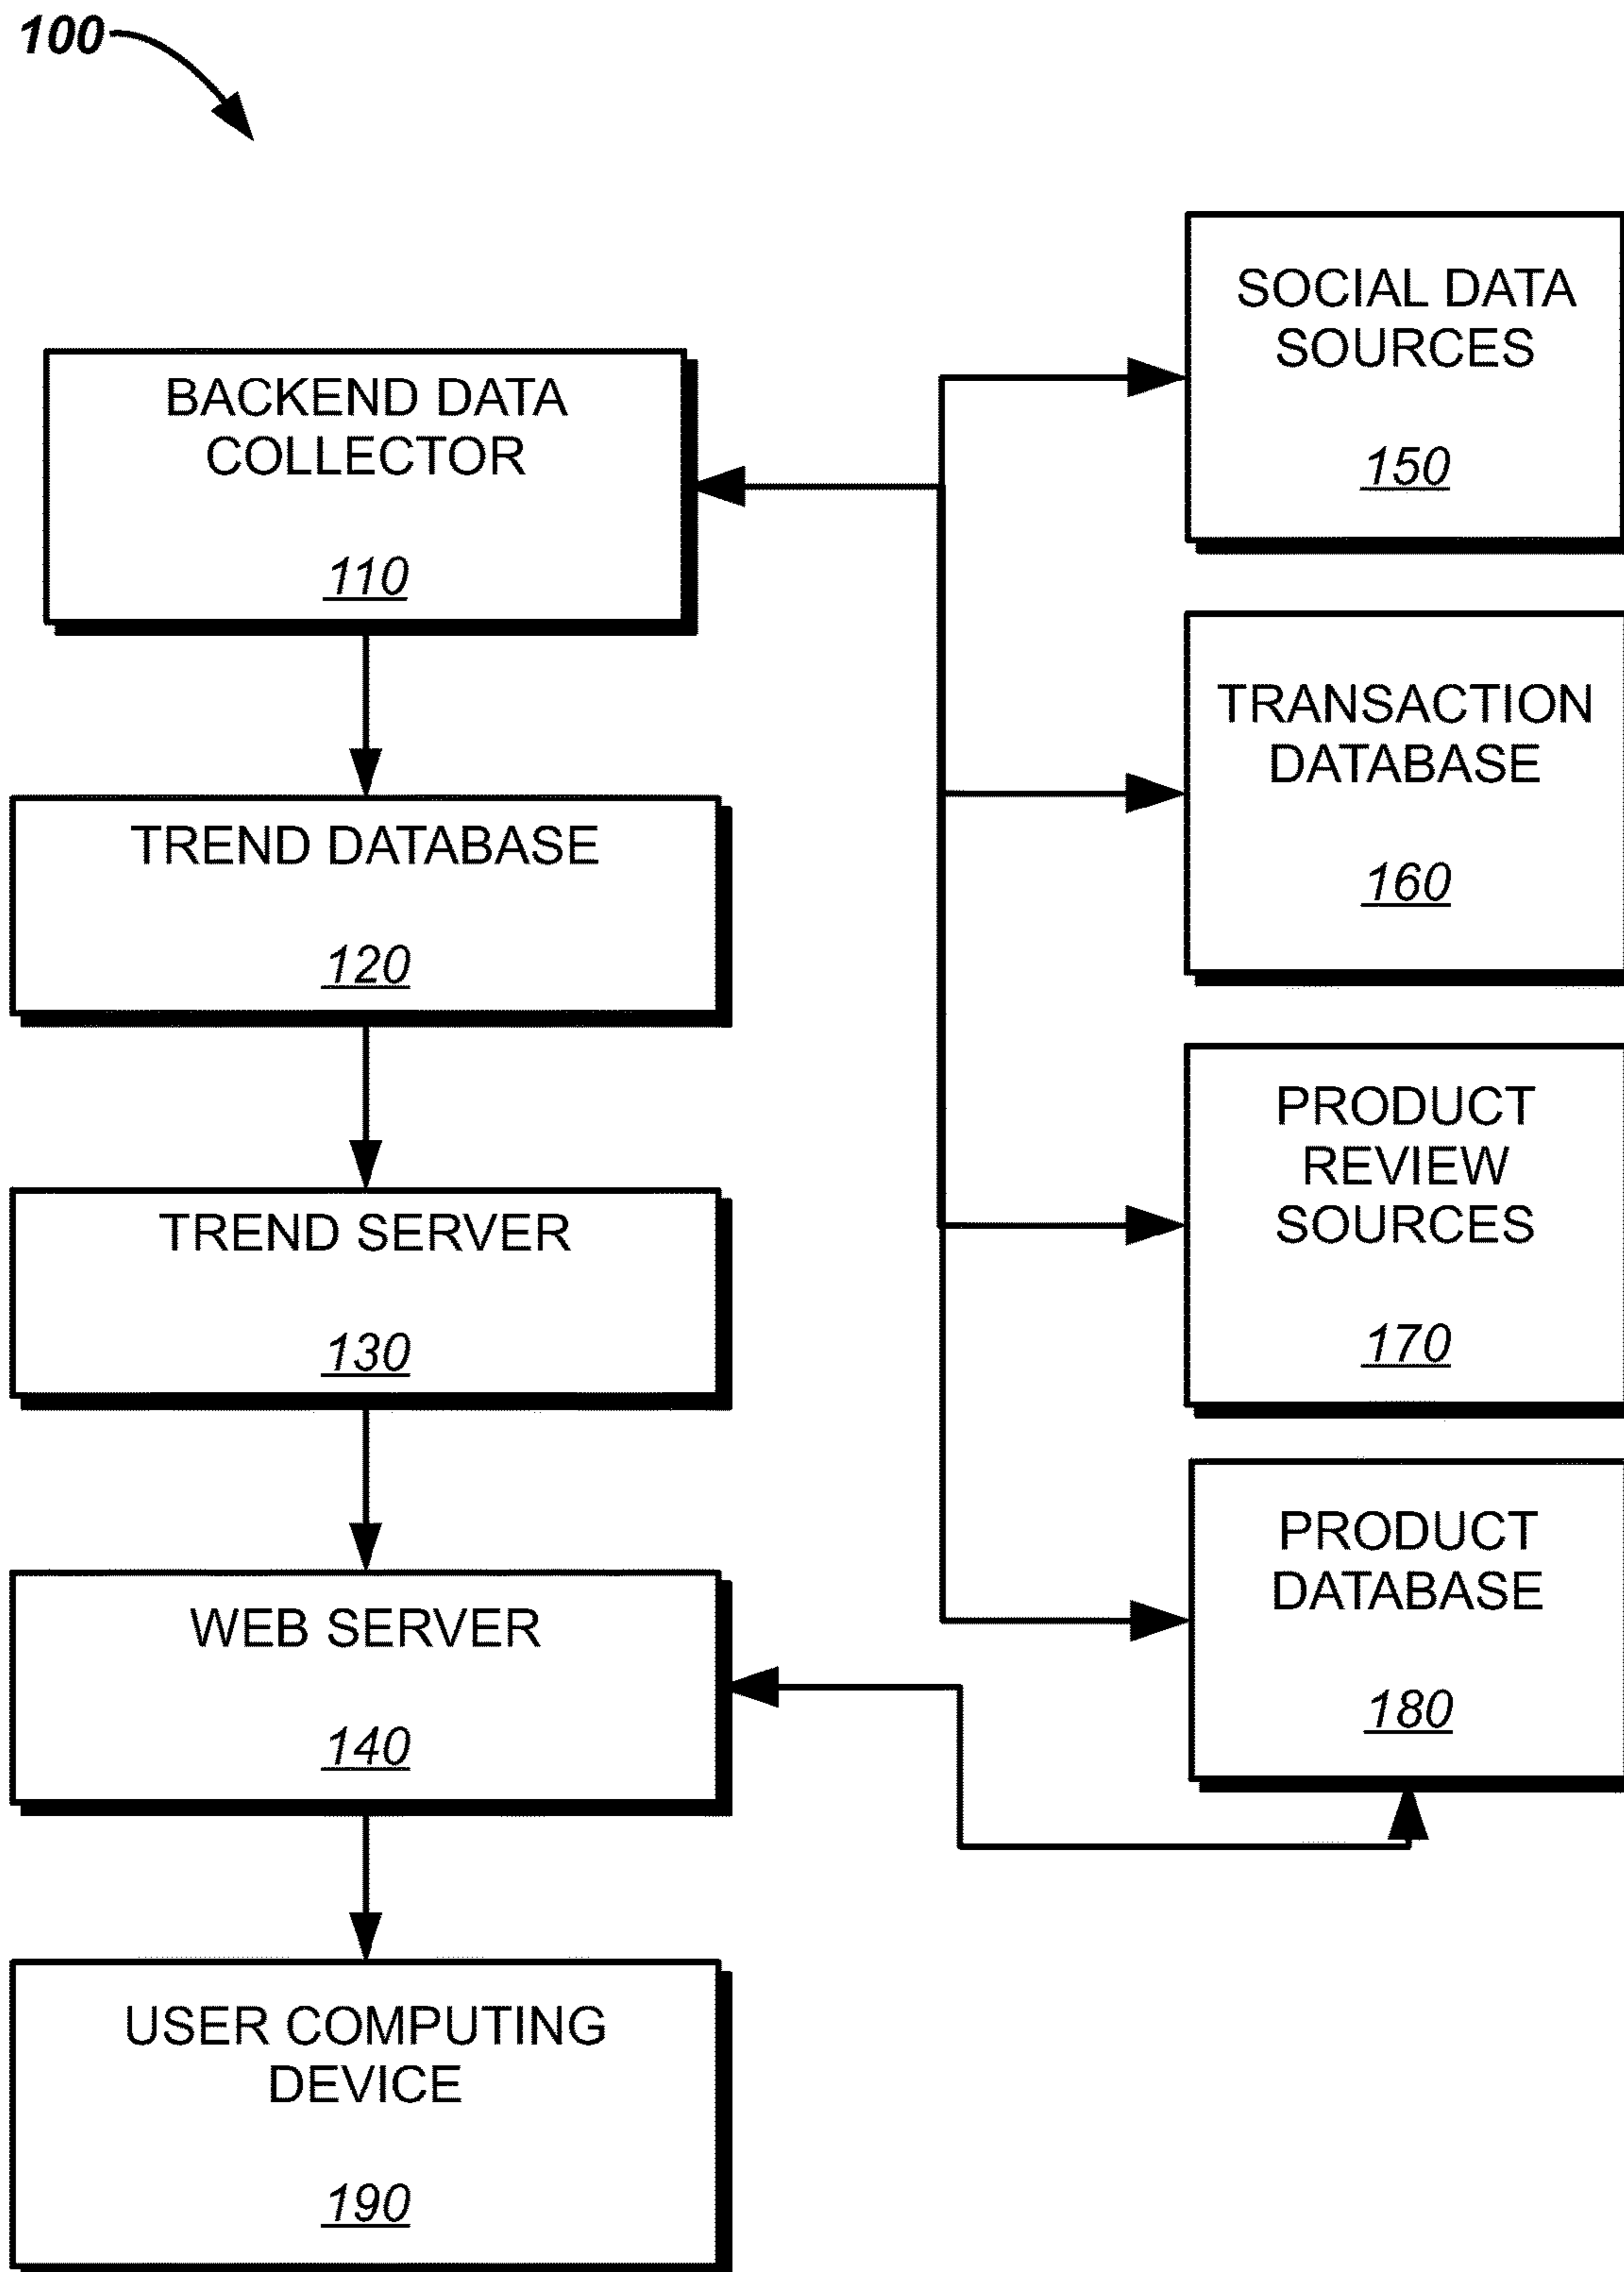 100
BACKEND DATA
COLLECTOR
110
TREND DATABASE
120
TREND SERVER
130
WEB SERVER
140
USER COMPUTING
DEVICE
190
SOCIAL DATA
SOURCES
150
TRANSACTION
DATABASE
160
PRODUCT
REVIEW
SOURCES
170
PRODUCT
DATABASE
180